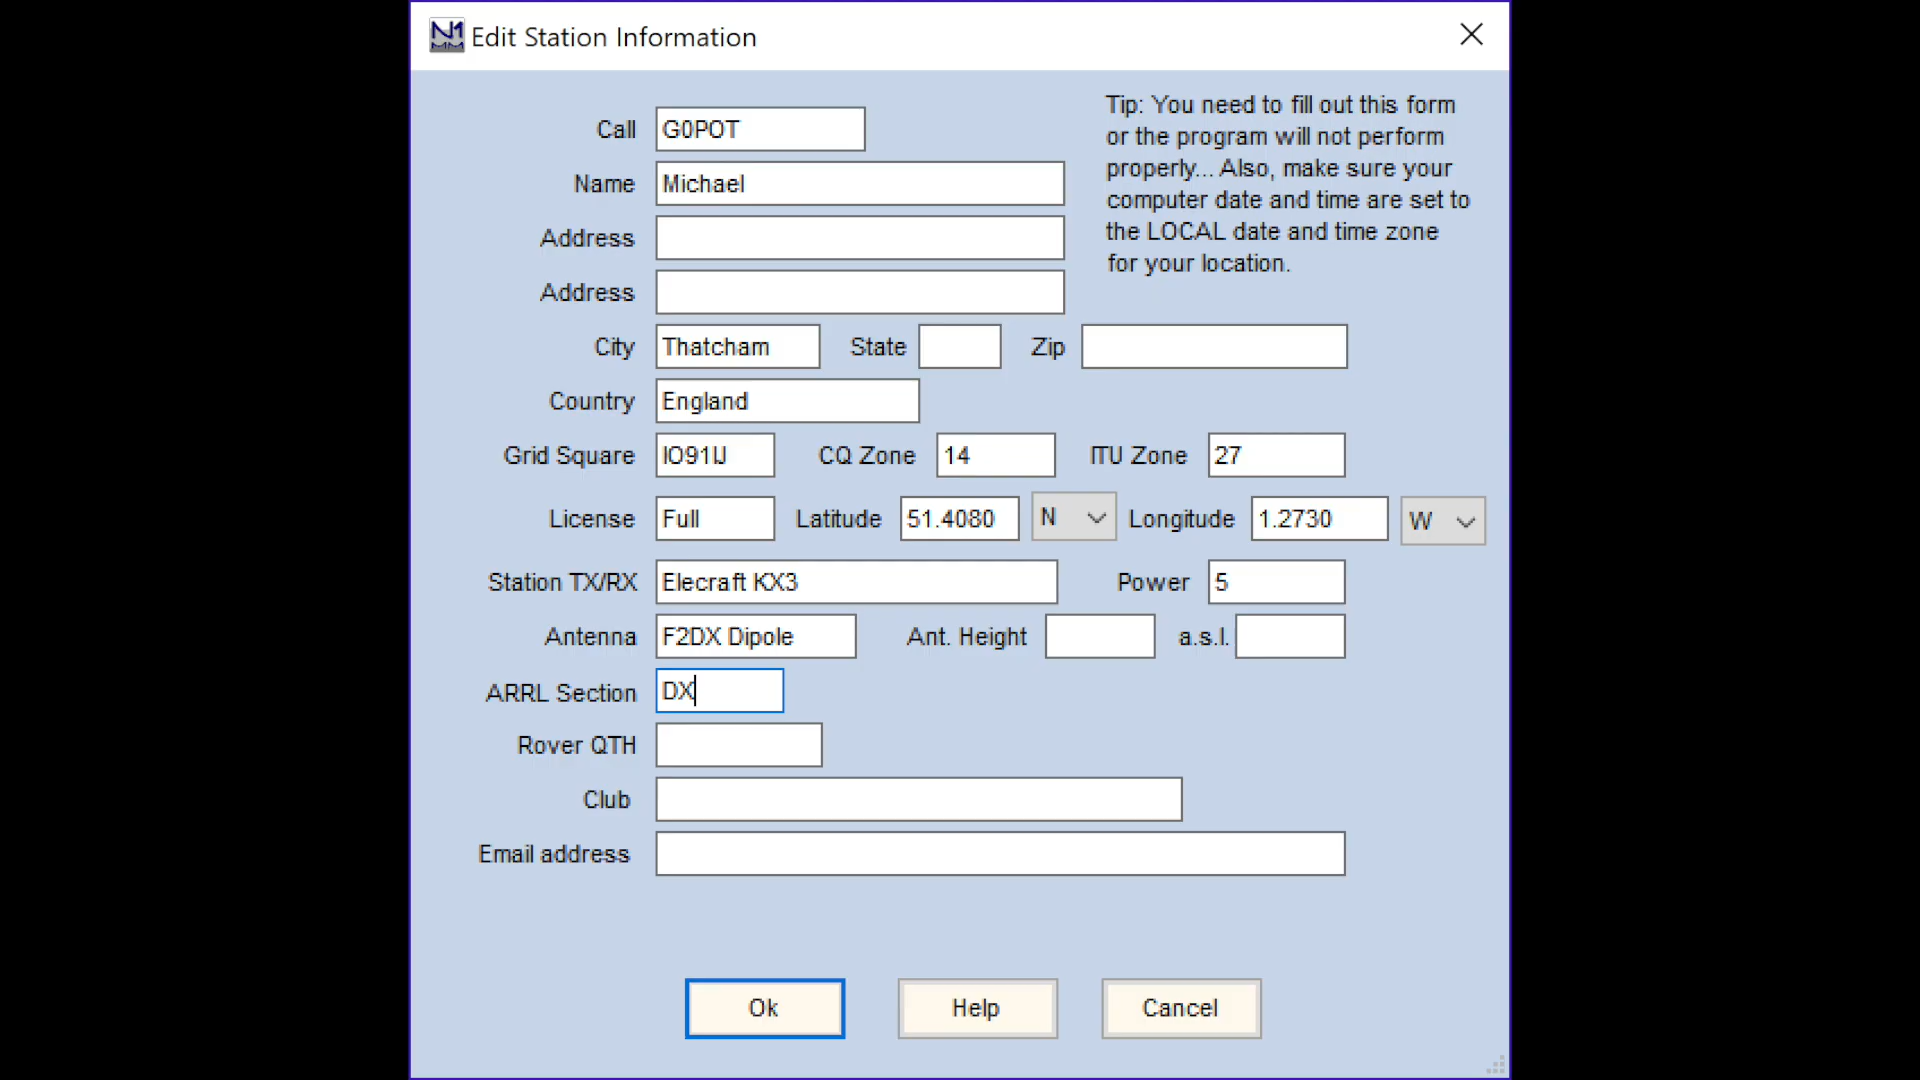 N1 MM Edit Station Information
Call G0POT
Name Michael
Address
Address
Tip: You need to fill out this form
or the program will not perform
properly... Also, make sure your
computer date and time are set to
the LOCAL date and time zone
for your location.
City Thatcham State Zip
Country England
Grid Square IO91IJ CQ Zone 14 ITU Zone 27
License Full Latitude 51.4080 N Longitude 1.2730 W
Station TX/RX Elecraft KX3 Power 5
Antenna F2DX Dipole Ant. Height a.s.l.
ARRL Section DX
Rover QTH
Club
Email address
Ok Help Cancel